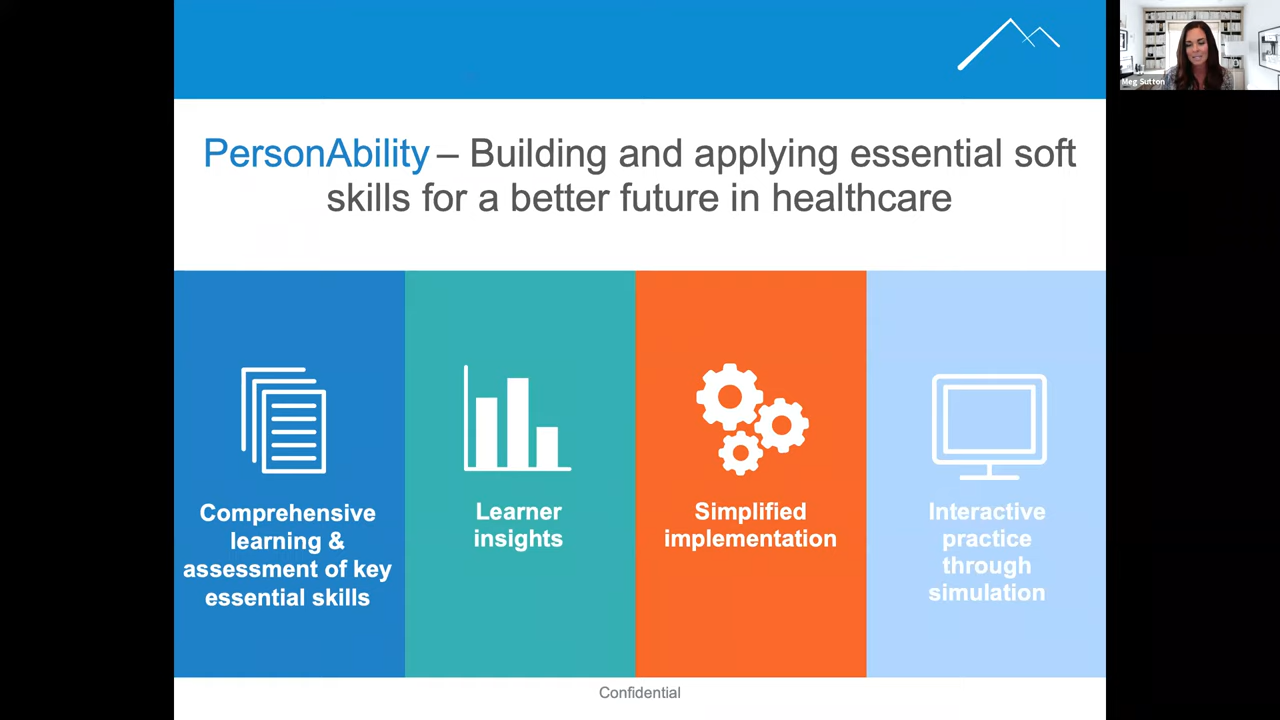 PersonAbility – Building and applying essential soft
skills for a better future in healthcare
Comprehensive
learning &
assessment of key
essential skills
Learner
insights
Simplified
implementation
Interactive
practice
through
simulation
Confidential
Meg Sutton